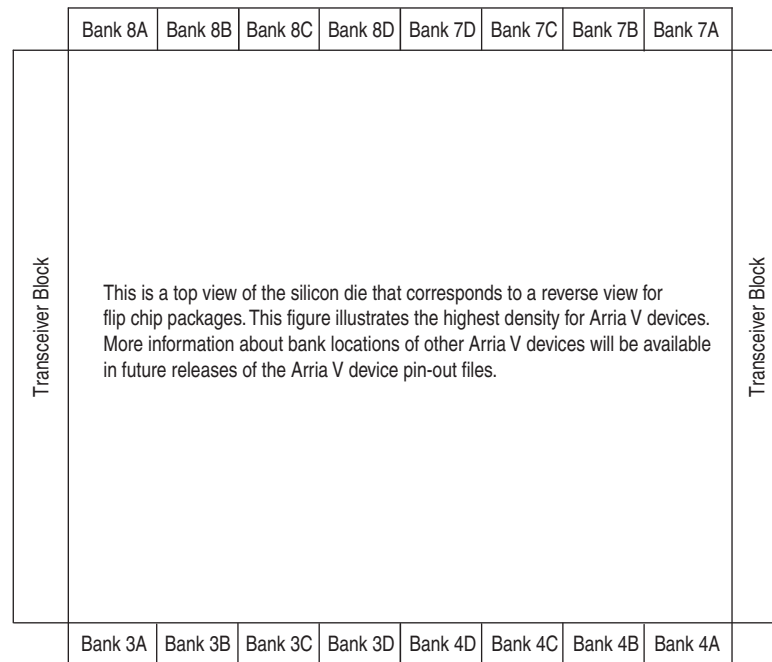 Bank 8A Bank 8B Bank 8C Bank 8D Bank 7D Bank 7C Bank 7B Bank 7A
Transceiver Block
This is a top view of the silicon die that corresponds to a reverse view for
flip chip packages. This figure illustrates the highest density for Arria V devices.
More information about bank locations of other Arria V devices will be available
in future releases of the Arria V device pin-out files.
Transceiver Block
Bank 3A Bank 3B Bank 3C Bank 3D Bank 4D Bank 4C Bank 4B Bank 4A